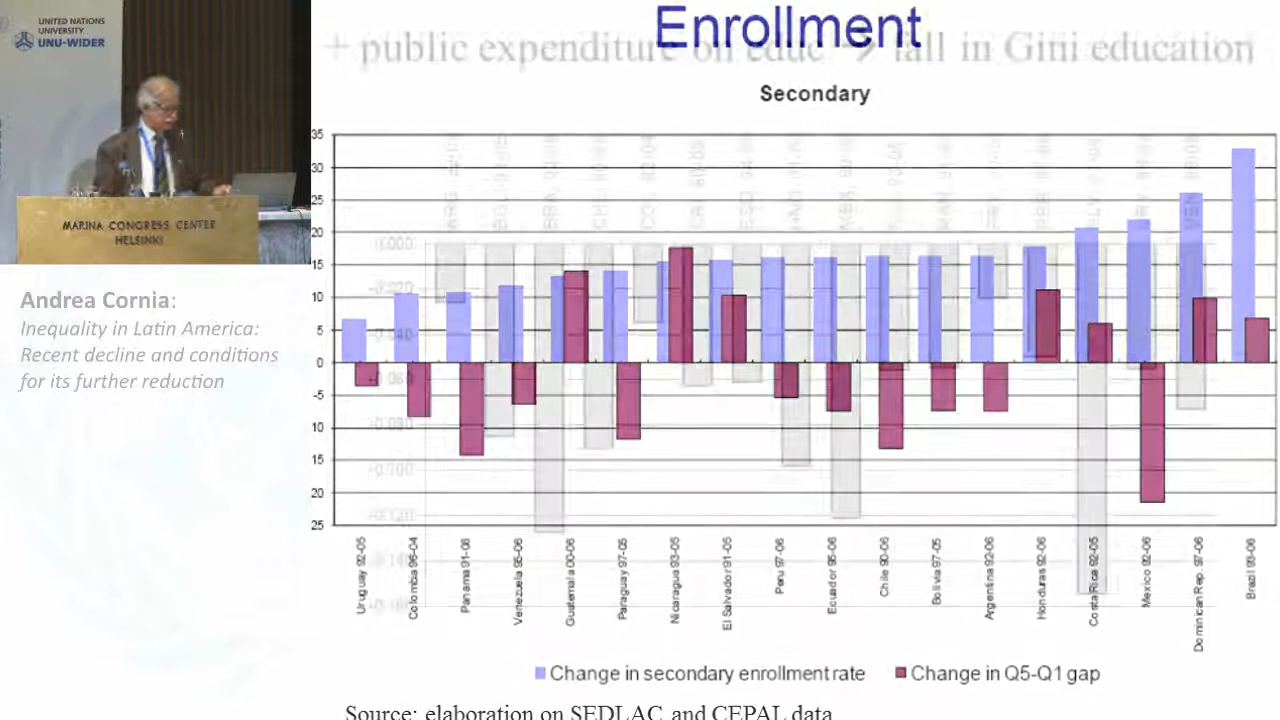 UNITED NATIONS
UNIVERSITY
UNU-WIDER
MARINA CONGRESS CENTER
HELSINKI
Andrea Cornia:
Inequality in Latin America:
Recent decline and conditions
for its further reduction
Enrollment
+ public expenditure on educ → fall in Gini education
Secondary
35
30
25
20
15
10
5
0
-5
10
15
20
25
Uruguay 92-05
Colombia 96-04
Panama 91-06
Venezuela 95-06
Guatemala 00-06
Paraguay 97-05
Nicaragua 93-05
El Salvador 91-05
Peru 97-06
Ecuador 95-06
Chile 90-06
Bolivia 97-05
Argentina 92-06
Honduras 92-06
Costa Rica 92-05
Mexico 92-06
Dominican Rep. 97-06
Brazil 93-06
Change in secondary enrollment rate
Change in Q5-Q1 gap
Source: elaboration on SEDLAC and CEPAL data